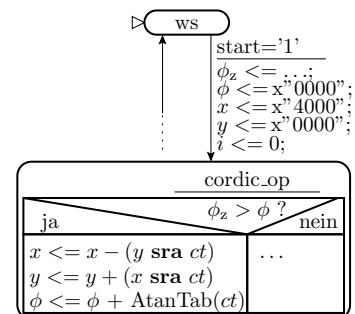 ws
start='1'
ϕz <= ...;
ϕ <= x"0000";
x <= x"4000";
y <= x"0000";
i <= 0;
cordic_op
ϕz > ϕ ?
ja
nein
x <= x − (y sra ct)
...
y <= y + (x sra ct)
ϕ <= ϕ + AtanTab(ct)